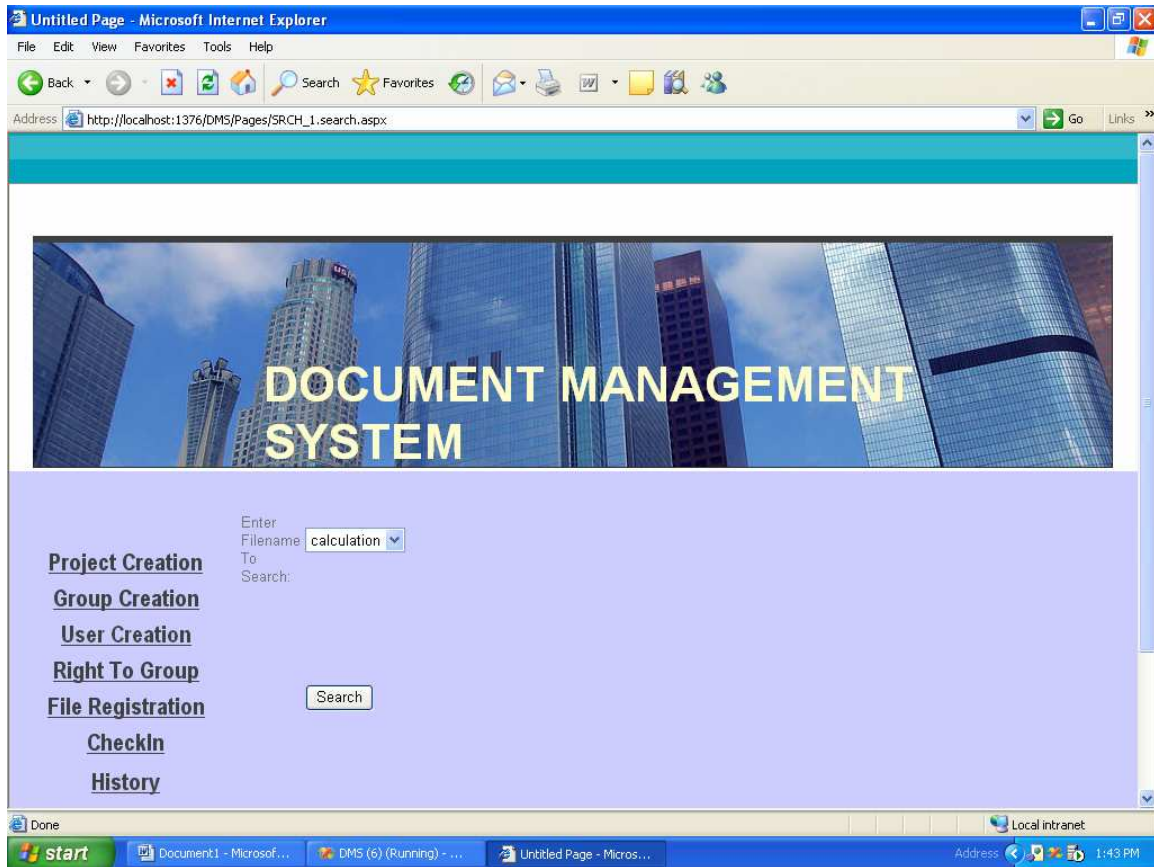 Untitled Page - Microsoft Internet Explorer
File Edit View Favorites Tools Help
Back Search Favorites
Address http://localhost:1376/DMS/Pages/SRCH_1.search.aspx Go Links »
DOCUMENT MANAGEMENT
SYSTEM
Enter
Filename calculation
To
Search:
Project Creation
Group Creation
User Creation
Right To Group
File Registration
CheckIn
History
Search
Done Local intranet
start Document1 - Microsof... DMS (6) (Running) - ... Untitled Page - Micros... Address 1:43 PM